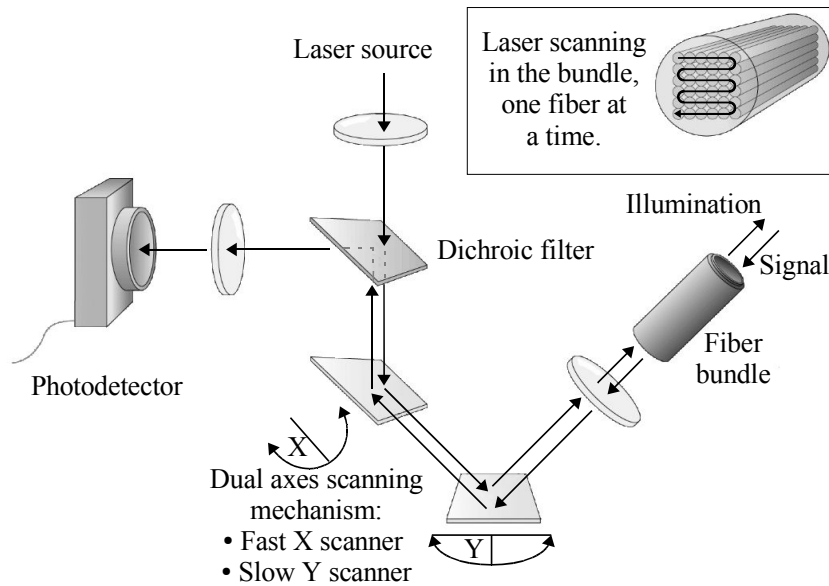 Laser source
Laser scanning
in the bundle,
one fiber at
a time.
Illumination
Signal
Dichroic filter
Fiber
bundle
Photodetector
X
Dual axes scanning
mechanism:
• Fast X scanner
• Slow Y scanner
Y